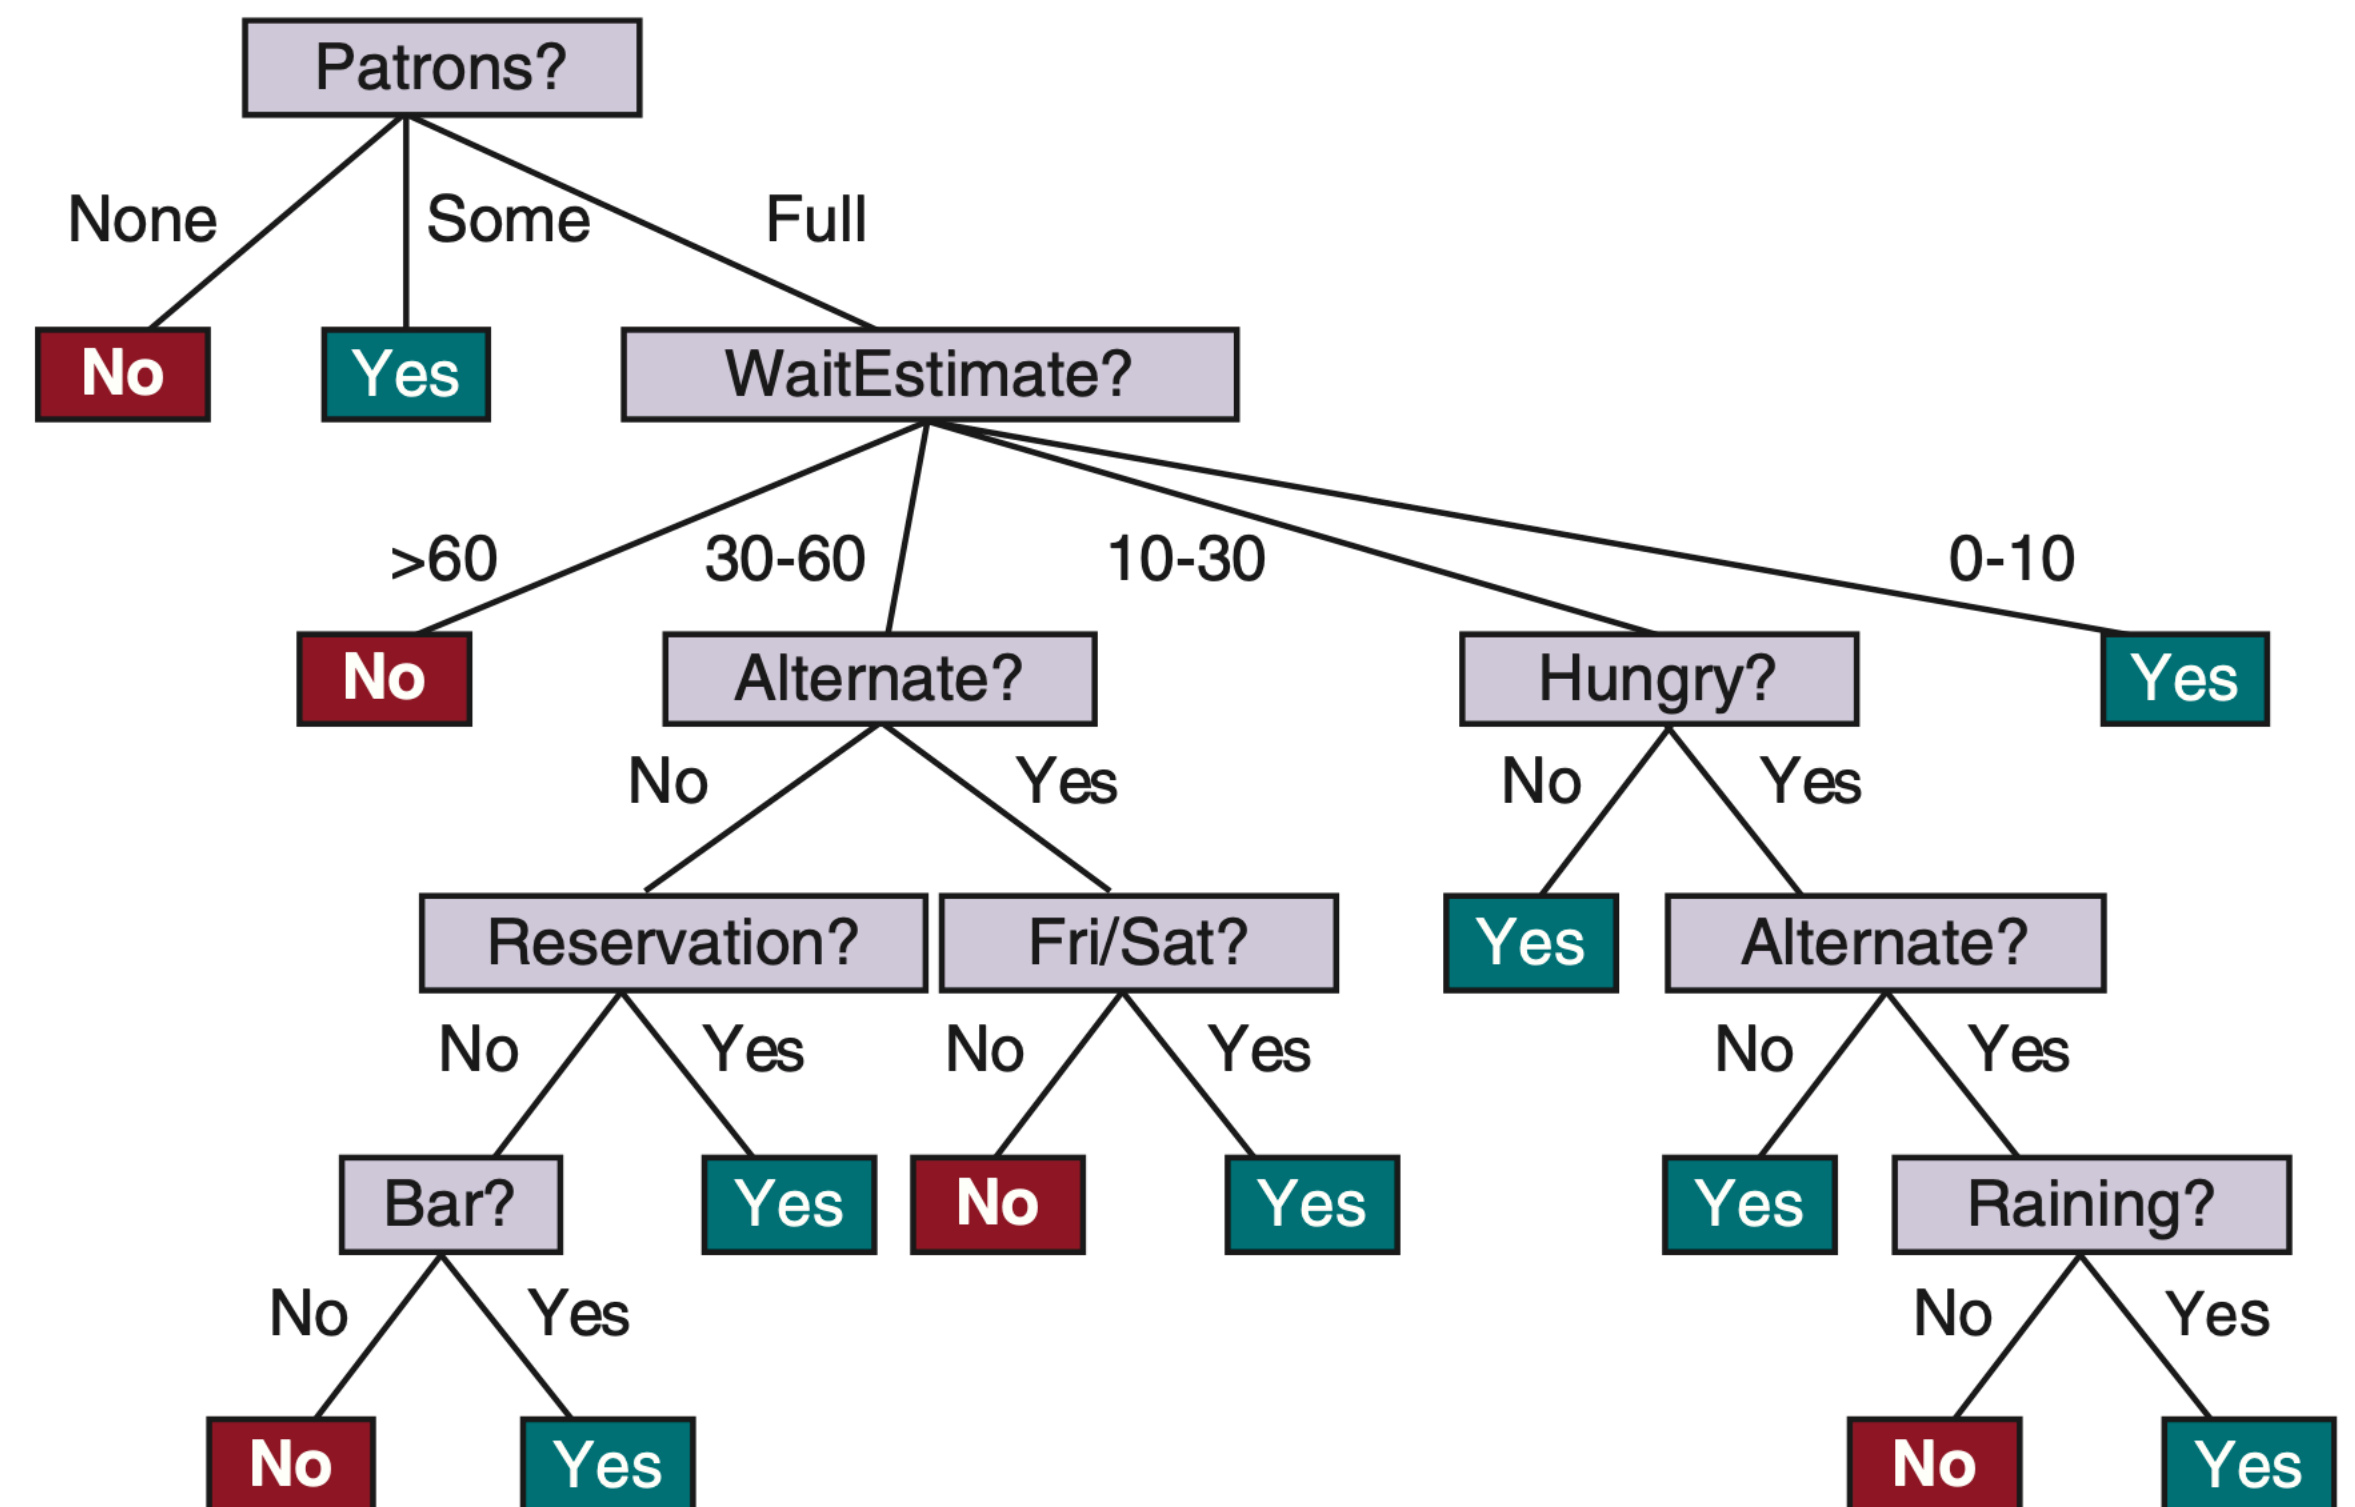 Patrons?
None Some Full
No Yes WaitEstimate?
>60 30-60 10-30 0-10
No Alternate? Hungry? Yes
No Yes No Yes
Reservation? Fri/Sat? Yes Alternate?
No Yes No Yes No Yes
Bar? Yes No Yes Yes Raining?
No Yes No Yes
No Yes No Yes